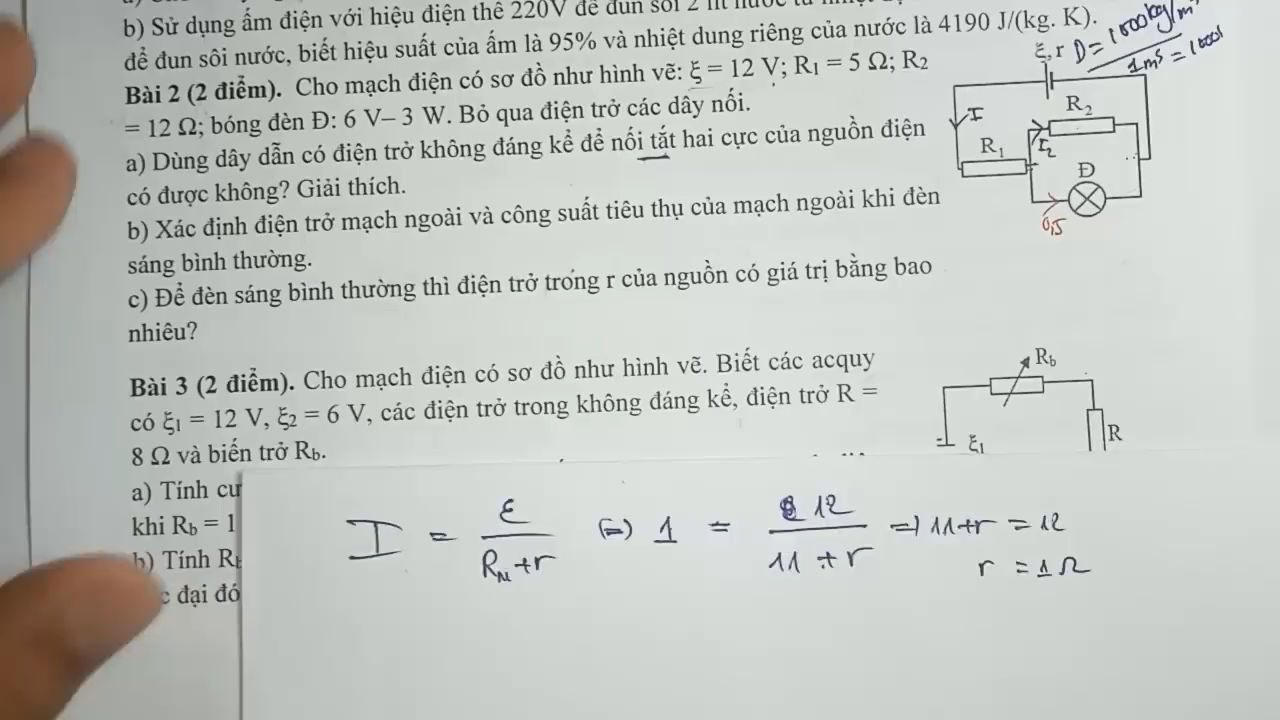 b) Sử dụng ấm điện với hiệu điện thế 220V để đun sôi 2 lít nước từ nhiệt
để đun sôi nước, biết hiệu suất của ấm là 95% và nhiệt dung riêng của nước là 4190 J/(kg. K).
D = 1000kg/m³
1m³ = 1000l
Bài 2 (2 điểm). Cho mạch điện có sơ đồ như hình vẽ: ξ = 12 V; R₁ = 5 Ω; R₂
= 12 Ω; bóng đèn Đ: 6 V– 3 W. Bỏ qua điện trở các dây nối.
a) Dùng dây dẫn có điện trở không đáng kể để nối tắt hai cực của nguồn điện
có được không? Giải thích.
b) Xác định điện trở mạch ngoài và công suất tiêu thụ của mạch ngoài khi đèn
sáng bình thường.
c) Để đèn sáng bình thường thì điện trở trong r của nguồn có giá trị bằng bao
nhiêu?
ξ, r
I
R₂
R₁
I₂
Đ
0,5
Bài 3 (2 điểm). Cho mạch điện có sơ đồ như hình vẽ. Biết các acquy
có ξ₁ = 12 V, ξ₂ = 6 V, các điện trở trong không đáng kể, điện trở R =
8 Ω và biến trở R_b.
R_b
R
ξ₁
a) Tính cư
khi R_b = 1
b) Tính R_b
c đại đó
I = ε / (R_N + r) (=) 1 = 12 / (11 + r) => 11 + r = 12
r = 1 Ω